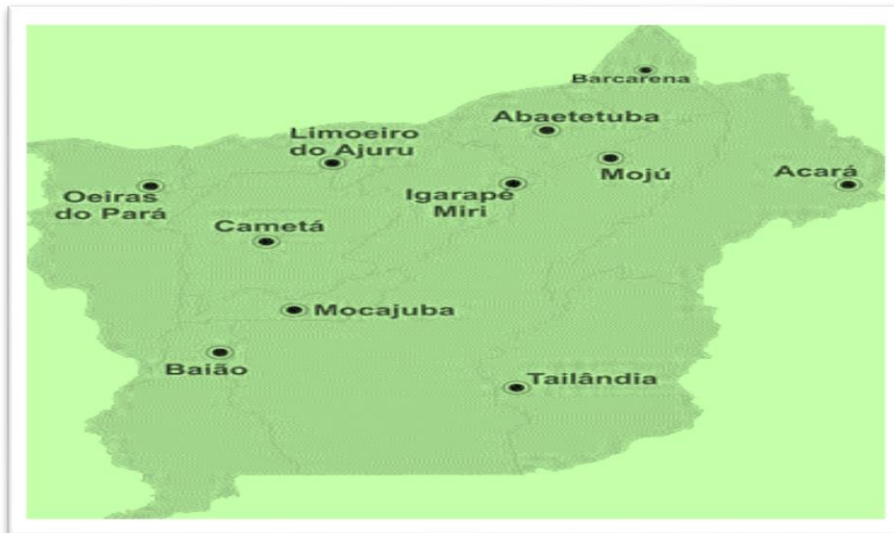 Barcarena
Abaetetuba
Limoeiro
do Ajuru
Mojú
Acará
Igarapé
Miri
Oeiras
do Pará
Cametá
Mocajuba
Baião
Tailândia